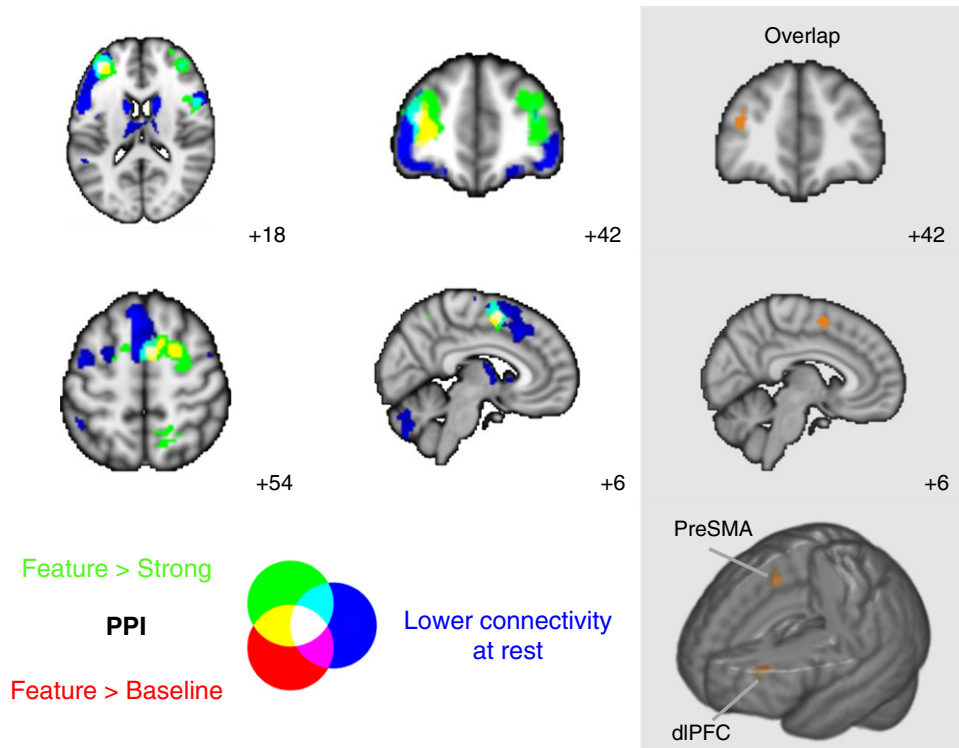 Overlap
+18
+42
+42
+54
+6
+6
PreSMA
Feature > Strong
PPI
Lower connectivity
at rest
Feature > Baseline
dlPFC